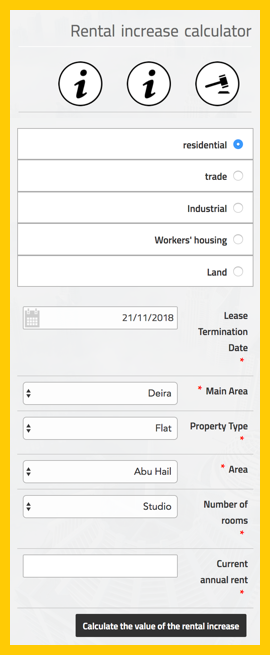 Rental increase calculator
i
i
residential
trade
Industrial
Workers' housing
Land
21/11/2018
Lease
Termination
Date
*
Deira
* Main Area
Flat
Property Type
*
Abu Hail
* Area
Studio
Number of
rooms
*
Current
annual rent
*
Calculate the value of the rental increase